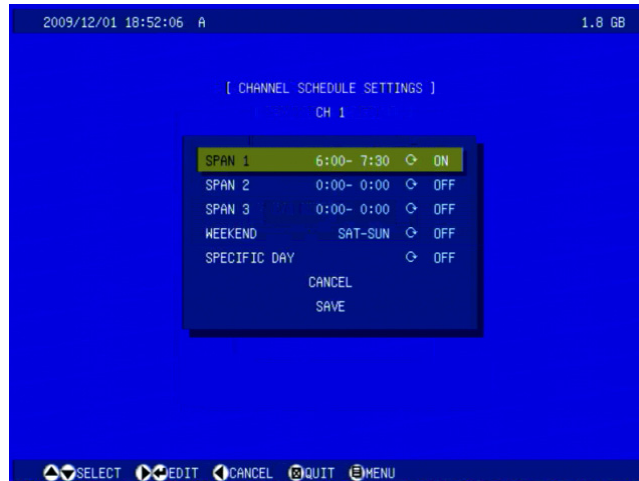 2009/12/01 18:52:06 A 1.8 GB
[ CHANNEL SCHEDULE SETTINGS ]
CH 1
SPAN 1 6:00- 7:30 ON
SPAN 2 0:00- 0:00 OFF
SPAN 3 0:00- 0:00 OFF
WEEKEND SAT-SUN OFF
SPECIFIC DAY OFF
CANCEL
SAVE
SELECT EDIT CANCEL QUIT MENU